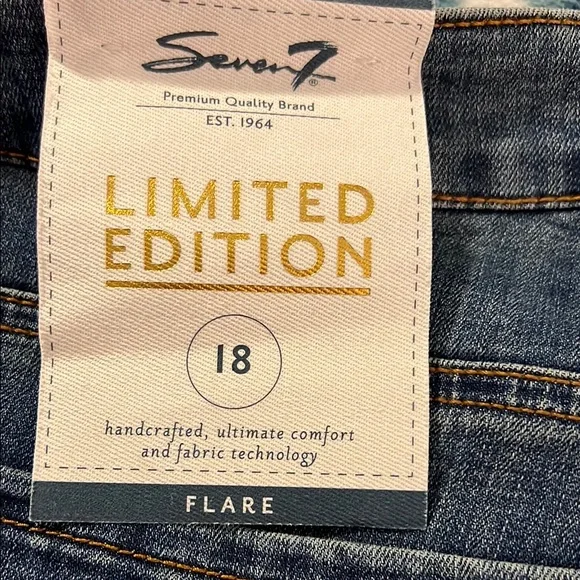 Seven7®
Premium Quality Brand
EST. 1964
LIMITED
EDITION
18
handcrafted, ultimate comfort
and fabric technology
FLARE